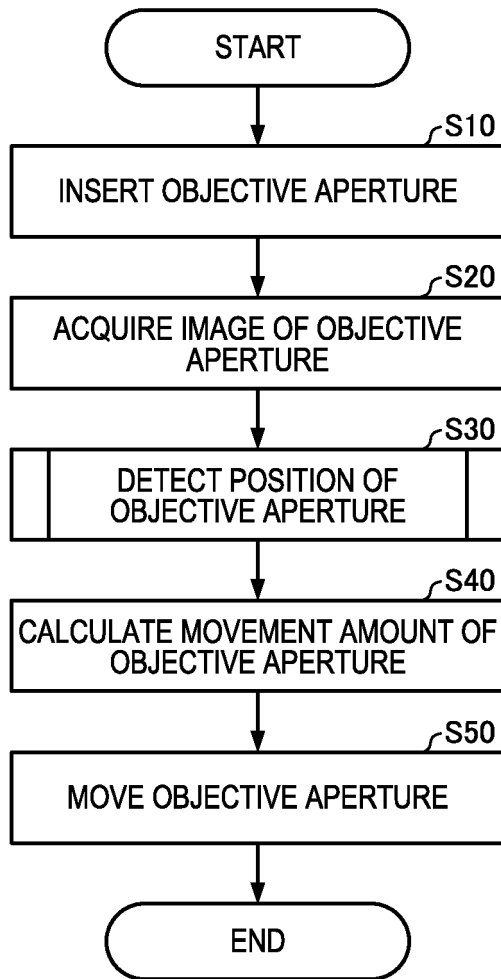 START
S10
INSERT OBJECTIVE APERTURE
S20
ACQUIRE IMAGE OF OBJECTIVE
APERTURE
S30
DETECT POSITION OF
OBJECTIVE APERTURE
S40
CALCULATE MOVEMENT AMOUNT OF
OBJECTIVE APERTURE
S50
MOVE OBJECTIVE APERTURE
END